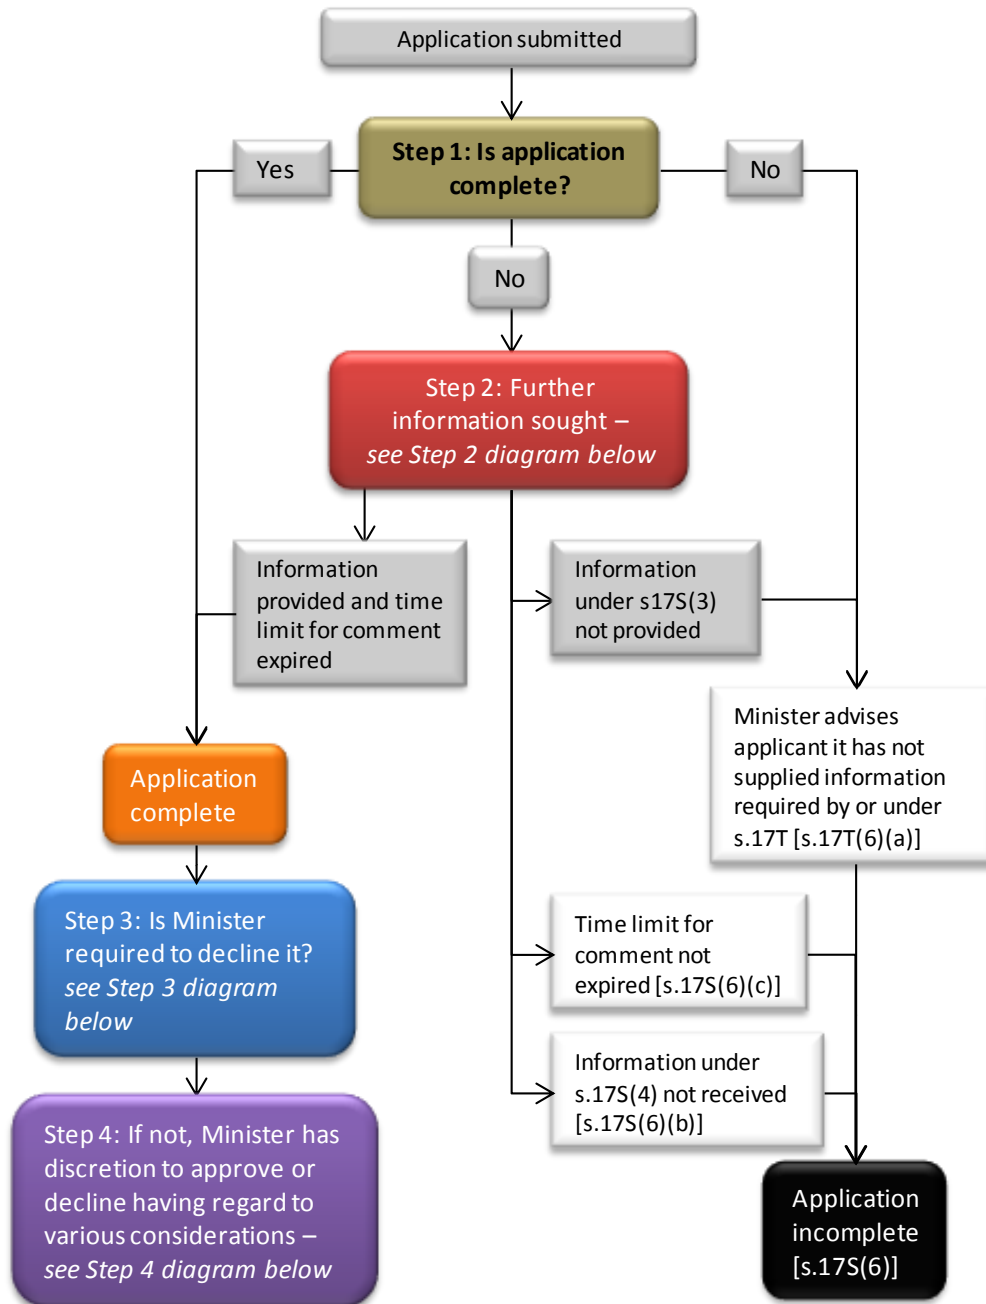 Application submitted
Step 1: Is application
complete?
Yes
No
No
Step 2: Further
information sought –
see Step 2 diagram
below
Information
provided and time
limit for comment
expired
Information
under s17S(3)
not provided
Minister advises
applicant it has not
supplied information
required by or under
s.17T [s.17T(6)(a)]
Application
complete
Step 3: Is Minister
required to decline it?
see Step 3 diagram
below
Time limit for
comment not
expired [s.17S(6)(c)]
Information under
s.17S(4) not received
[s.17S(6)(b)]
Step 4: If not, Minister has
discretion to approve or
decline having regard to
various considerations –
see Step 4 diagram below
Application
incomplete
[s.17S(6)]